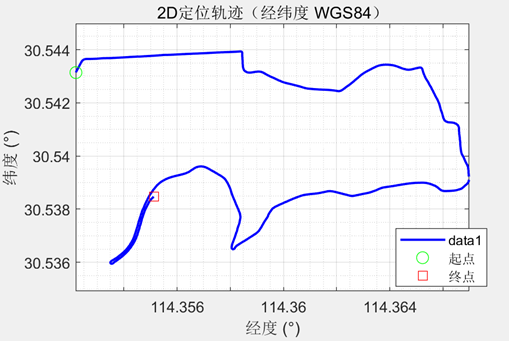 2D定位轨迹（经纬度 WGS84）
30.544
30.542
30.54
30.538
30.536
纬度 (°)
data1
起点
终点
114.356
114.36
114.364
经度 (°)